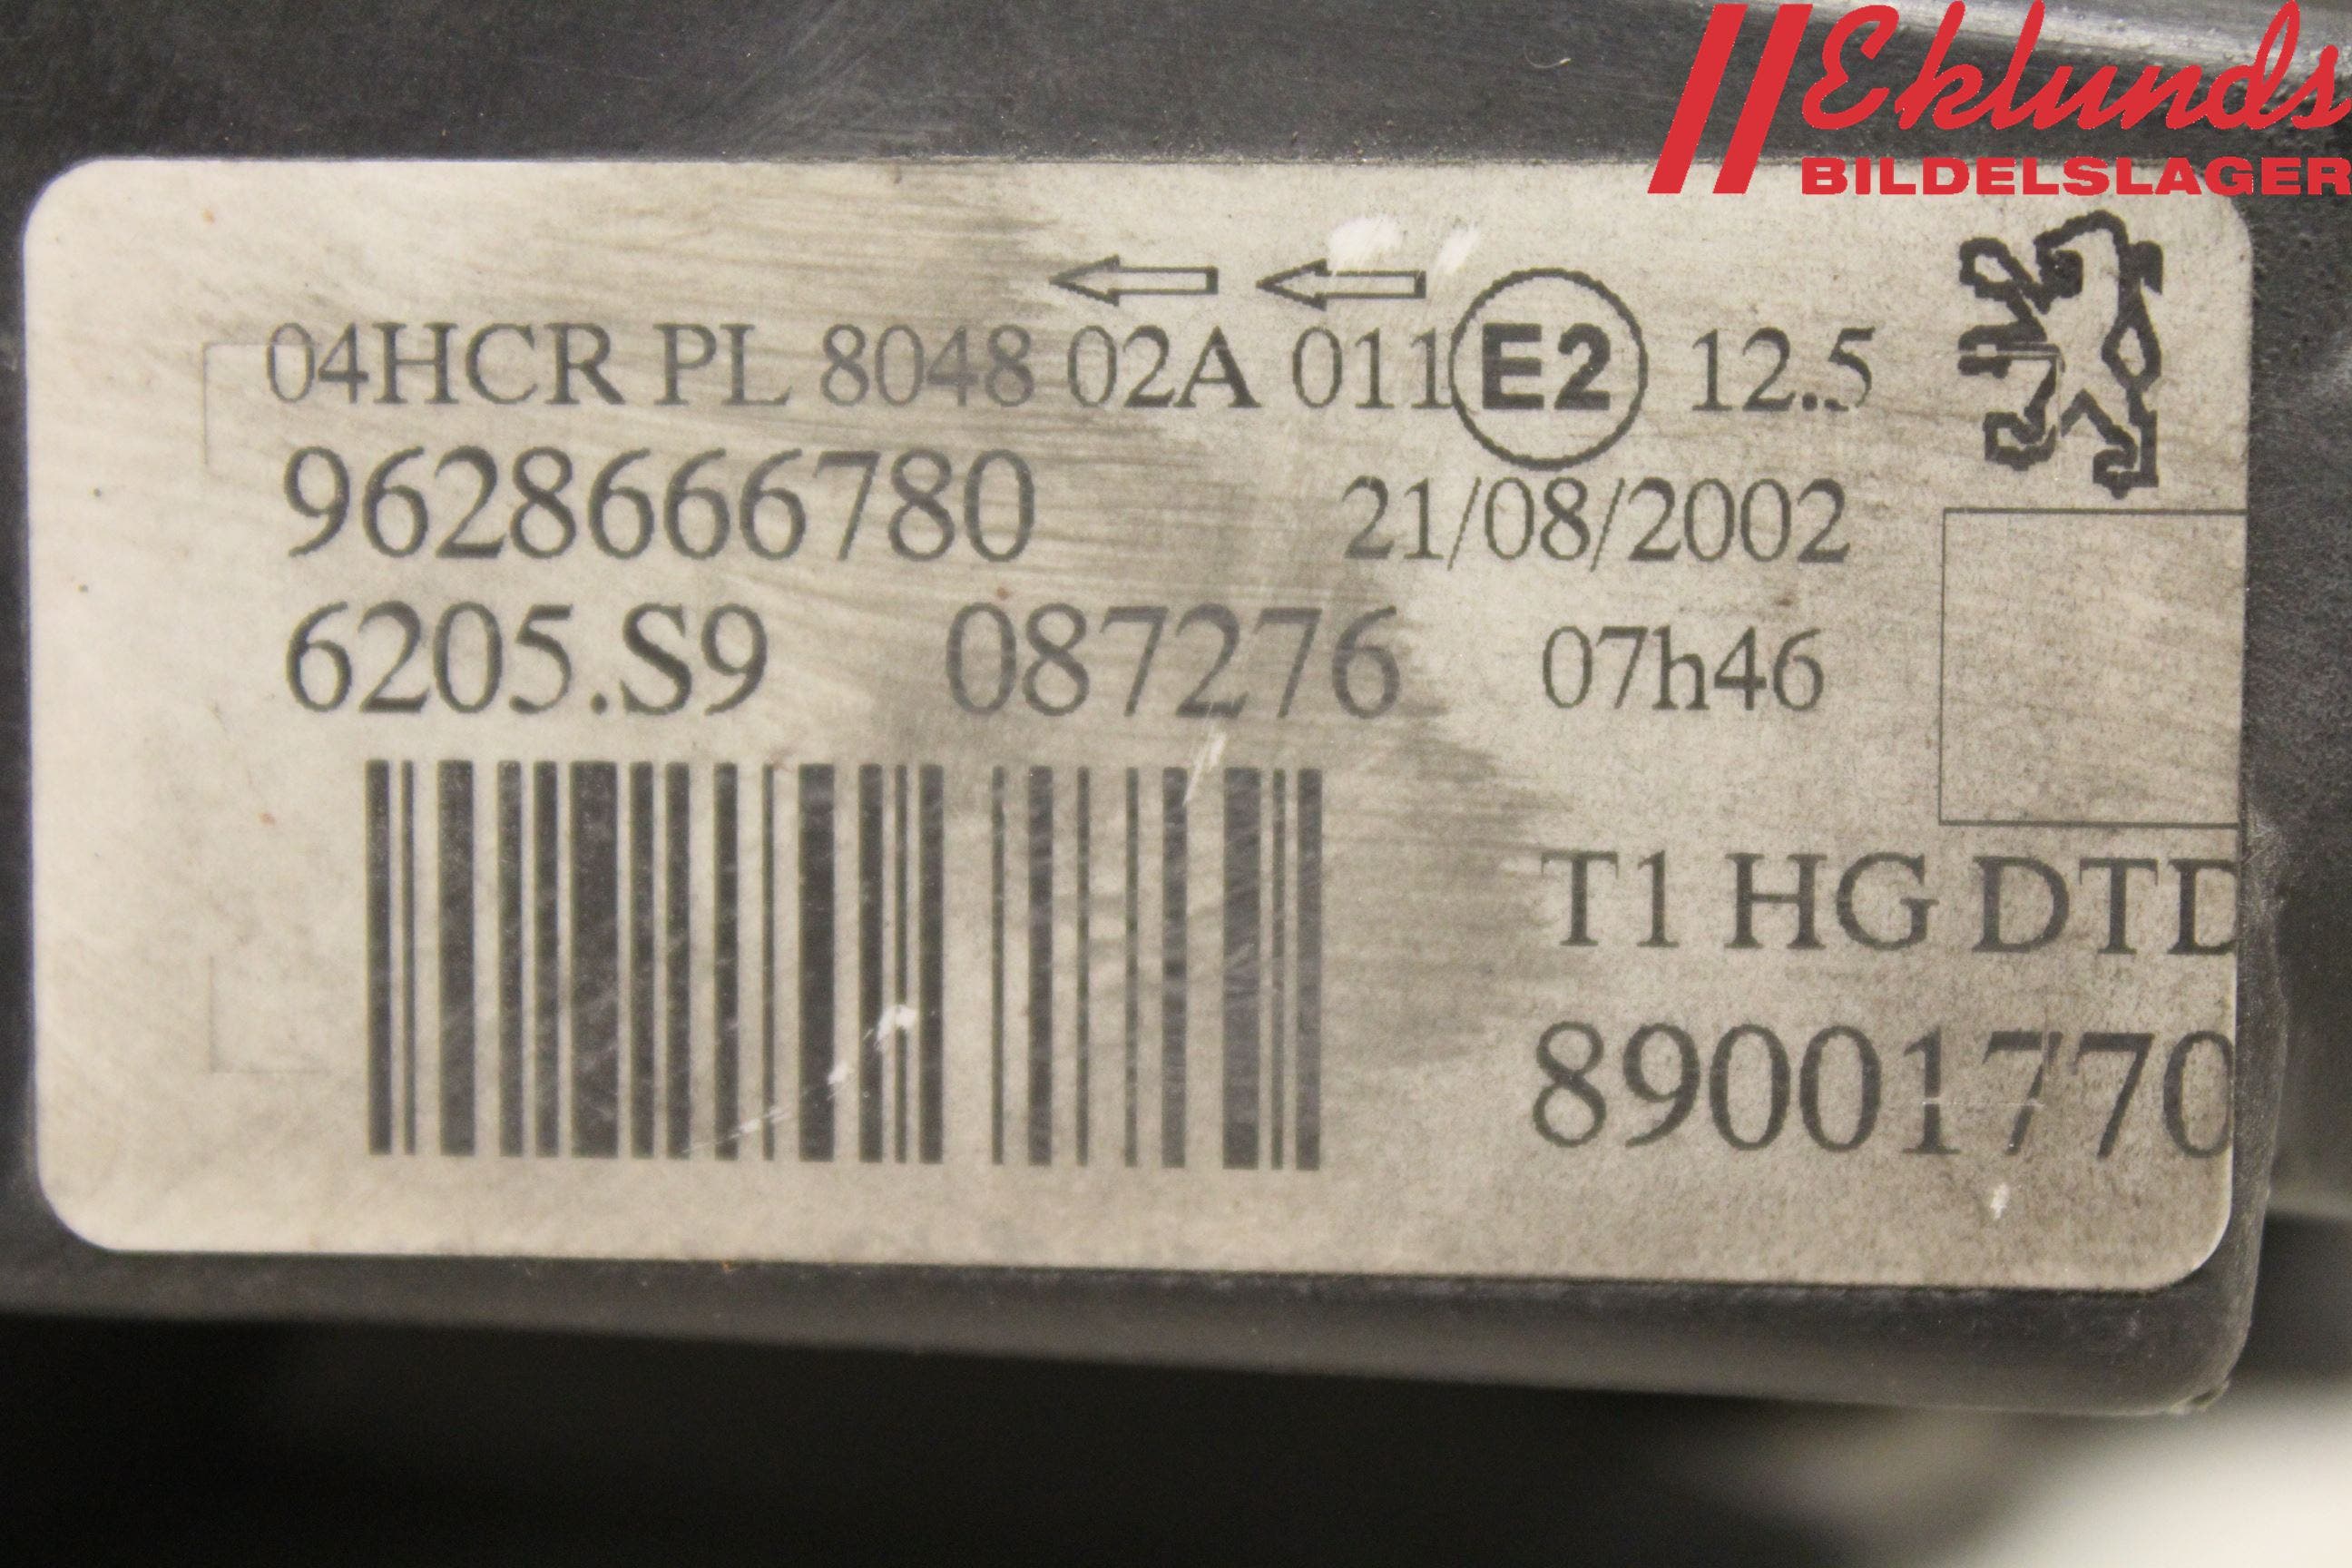 Eklunds
BILDELSLAGER
04HCR PL 8048 02A 011 E2 12.5
9628666780 21/08/2002
6205.S9 087276 07h46
T1 HG DTD
89001770